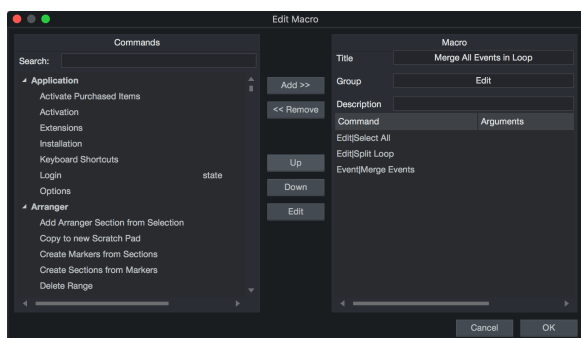 Edit Macro
Commands
Search:
Application
Activate Purchased Items
Activation
Extensions
Installation
Keyboard Shortcuts
Login state
Options
Arranger
Add Arranger Section from Selection
Copy to new Scratch Pad
Create Markers from Sections
Create Sections from Markers
Delete Range
Add >>
<< Remove
Up
Down
Edit
Macro
Title Merge All Events in Loop
Group Edit
Description
Command Arguments
Edit|Select All
Edit|Split Loop
Event|Merge Events
Cancel OK